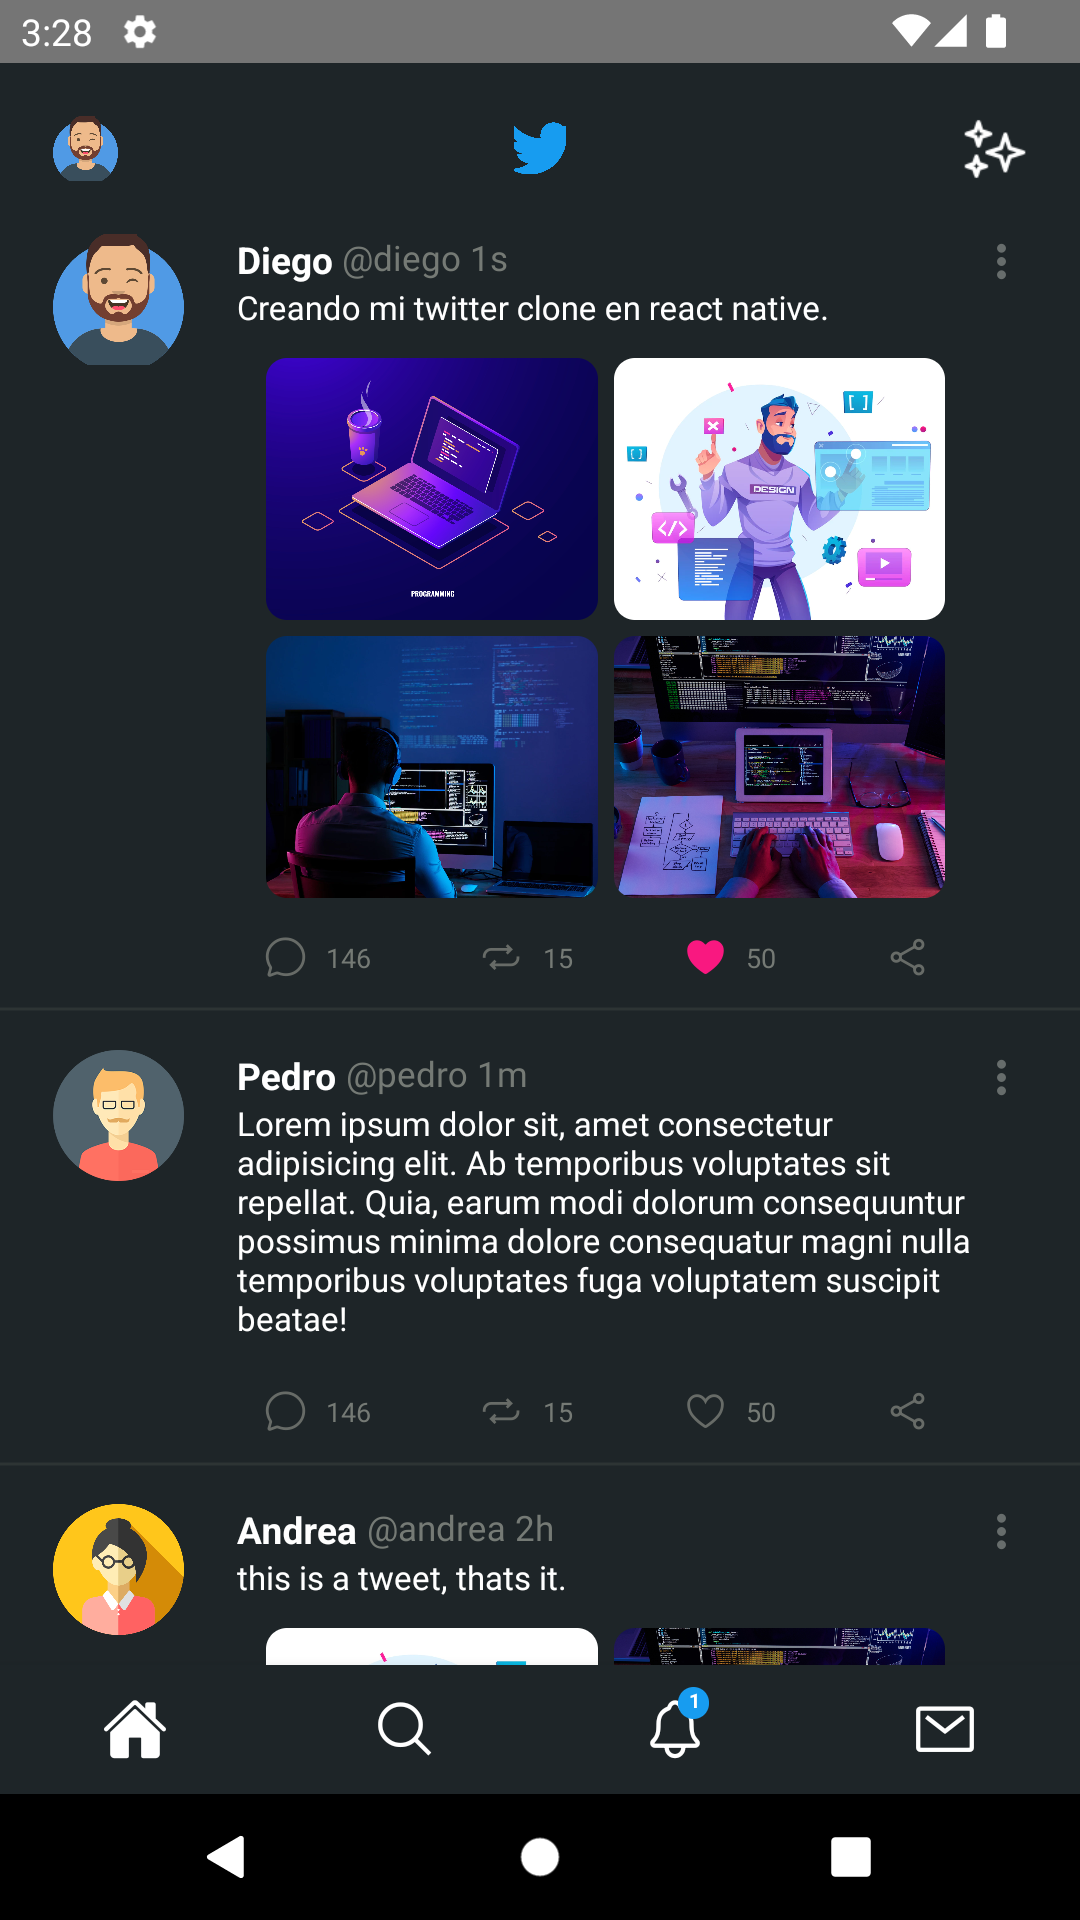 3:28
Diego @diego 1s
Creando mi twitter clone en react native.
PROGRAMMING
[ ]
[ ]
DESIGN
</>
146 15 50
Pedro @pedro 1m
Lorem ipsum dolor sit, amet consectetur
adipisicing elit. Ab temporibus voluptates sit
repellat. Quia, earum modi dolorum consequuntur
possimus minima dolore consequatur magni nulla
temporibus voluptates fuga voluptatem suscipit
beatae!
146 15 50
Andrea @andrea 2h
this is a tweet, thats it.
1